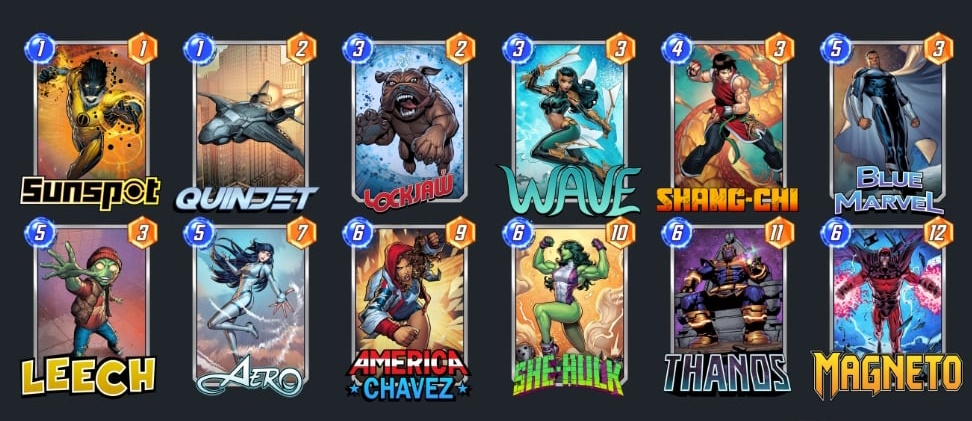 1 1 1 2 3 2 3 3 4 3 5 3
SUNSPOT QUINJET LOCKJAW WAVE SHANG-CHI BLUE
MARVEL
5 3 5 7 6 9 6 10 6 11 6 12
LEECH AERO AMERICA SHE-HULK THANOS MAGNETO
CHAVEZ